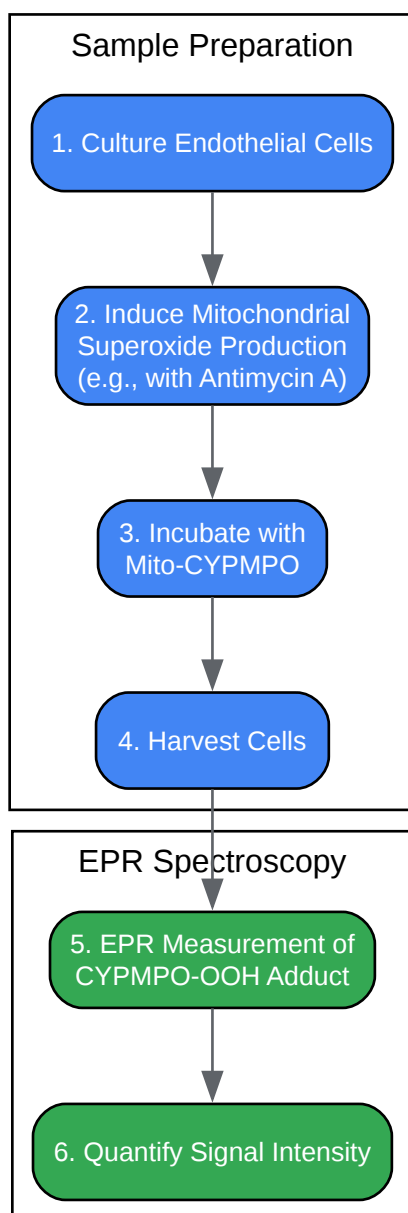 Sample Preparation
1. Culture Endothelial Cells
2. Induce Mitochondrial
Superoxide Production
(e.g., with Antimycin A)
3. Incubate with
Mito-CYPMPO
4. Harvest Cells
EPR Spectroscopy
5. EPR Measurement of
CYPMPO-OOH Adduct
6. Quantify Signal Intensity